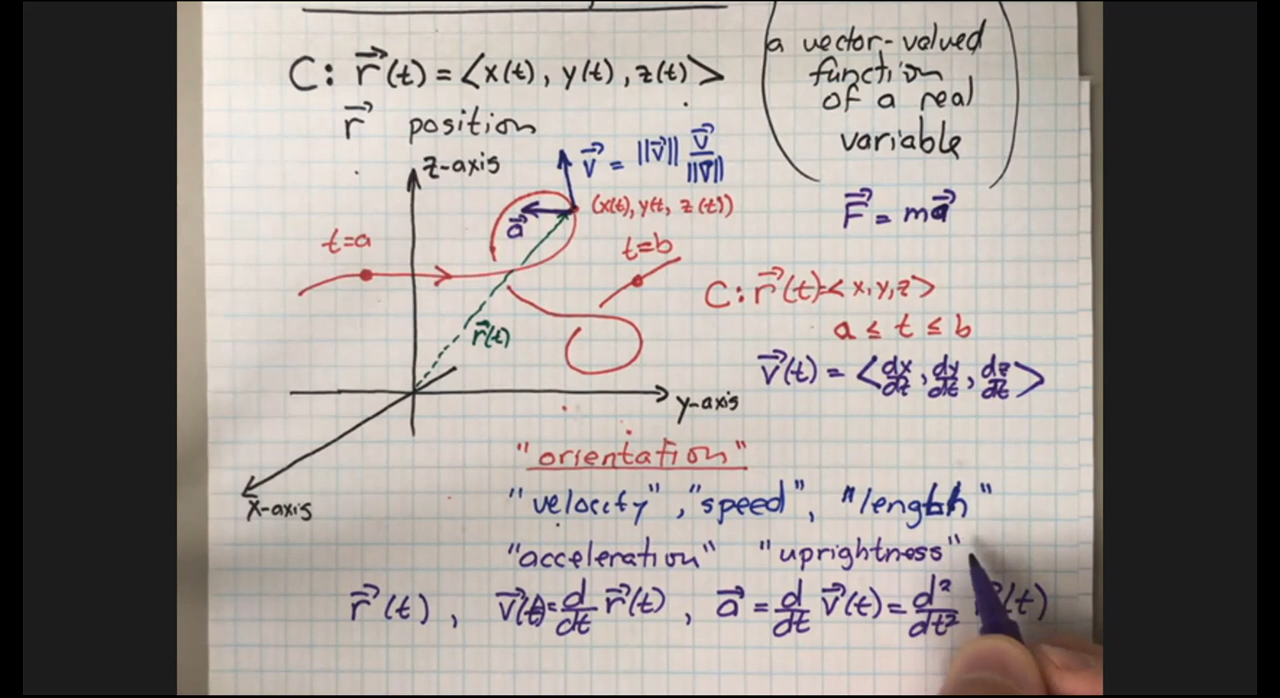 C: r⃗(t) = <x(t), y(t), z(t)>
a vector-valued
function
of a real
variable
r⃗ position
z-axis
v⃗ = ||v⃗|| v⃗/||v⃗||
(x(t), y(t, z(t))
a⃗
F⃗ = ma⃗
t=a
t=b
C: r⃗(t)=<x,y,z>
a ≤ t ≤ b
r⃗(t)
v⃗(t) = <dx/dt, dy/dt, dz/dt>
y-axis
"orientation"
x-axis
"velocity", "speed", "length"
"acceleration" "uprightness"
r⃗(t), v⃗(t)= d/dt r⃗(t), a⃗ = d/dt v⃗(t) = d²/dt² r⃗(t)